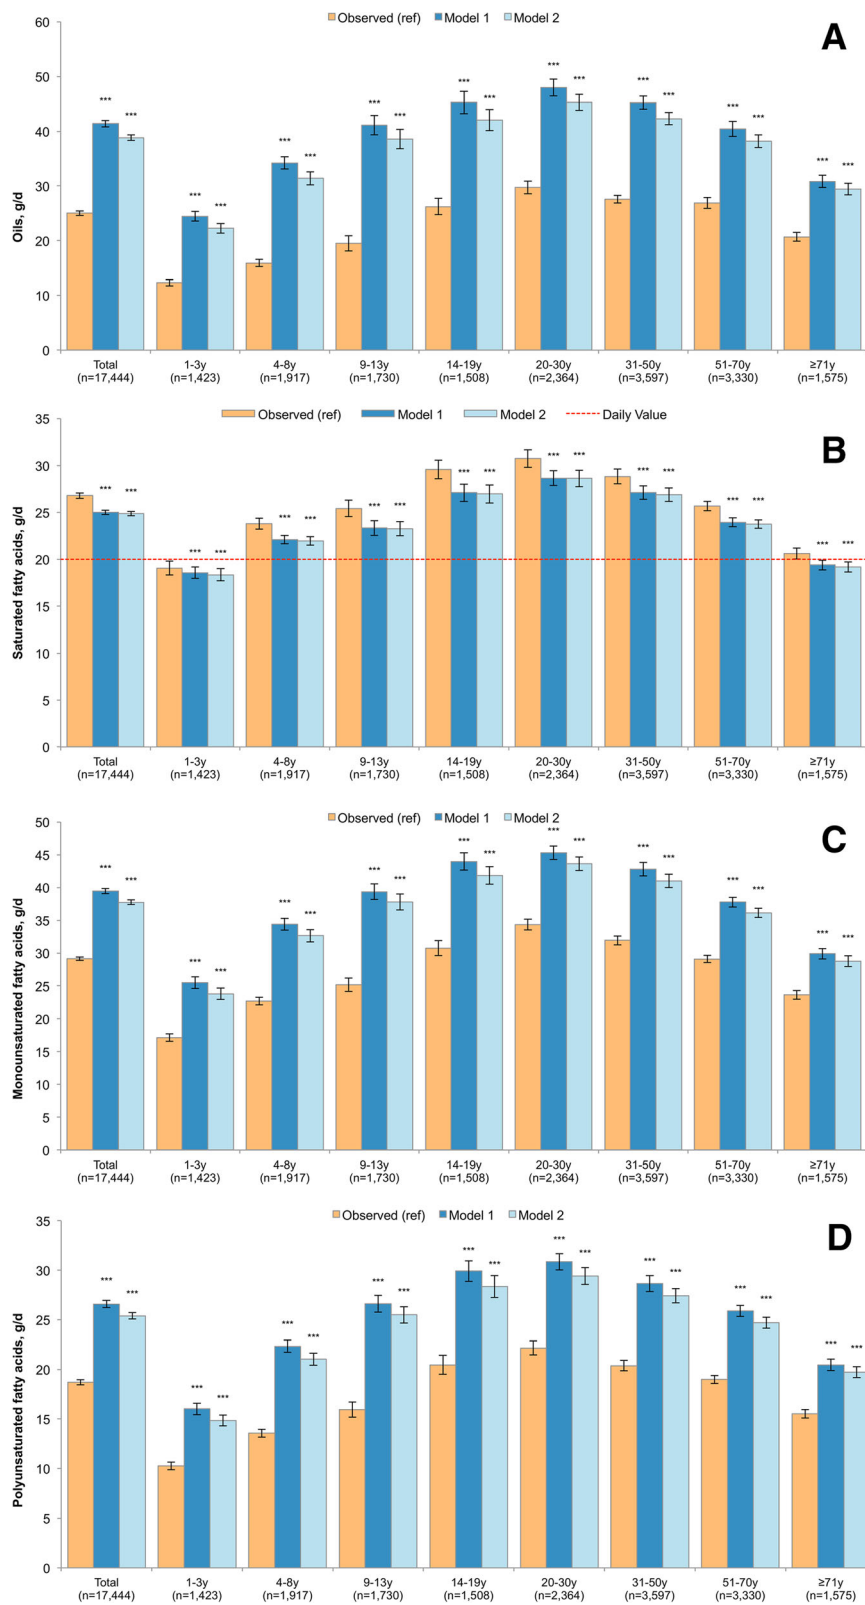 Observed (ref) Model 1 Model 2
A
60
50
40
30
20
10
0
Oils, g/d
*** *** *** *** *** *** *** *** *** *** *** *** *** *** *** *** *** ***
Total 1-3y 4-8y 9-13y 14-19y 20-30y 31-50y 51-70y ≥71y
(n=17,444) (n=1,423) (n=1,917) (n=1,730) (n=1,508) (n=2,364) (n=3,597) (n=3,330) (n=1,575)
Observed (ref) Model 1 Model 2 Daily Value
B
35
30
25
20
15
10
5
0
Saturated fatty acids, g/d
*** *** *** *** *** *** *** *** *** *** *** *** *** *** *** *** *** ***
Total 1-3y 4-8y 9-13y 14-19y 20-30y 31-50y 51-70y ≥71y
(n=17,444) (n=1,423) (n=1,917) (n=1,730) (n=1,508) (n=2,364) (n=3,597) (n=3,330) (n=1,575)
Observed (ref) Model 1 Model 2
C
50
45
40
35
30
25
20
15
10
5
0
Monounsaturated fatty acids, g/d
*** *** *** *** *** *** *** *** *** *** *** *** *** *** *** *** *** ***
Total 1-3y 4-8y 9-13y 14-19y 20-30y 31-50y 51-70y ≥71y
(n=17,444) (n=1,423) (n=1,917) (n=1,730) (n=1,508) (n=2,364) (n=3,597) (n=3,330) (n=1,575)
Observed (ref) Model 1 Model 2
D
35
30
25
20
15
10
5
0
Polyunsaturated fatty acids, g/d
*** *** *** *** *** *** *** *** *** *** *** *** *** *** *** *** *** ***
Total 1-3y 4-8y 9-13y 14-19y 20-30y 31-50y 51-70y ≥71y
(n=17,444) (n=1,423) (n=1,917) (n=1,730) (n=1,508) (n=2,364) (n=3,597) (n=3,330) (n=1,575)